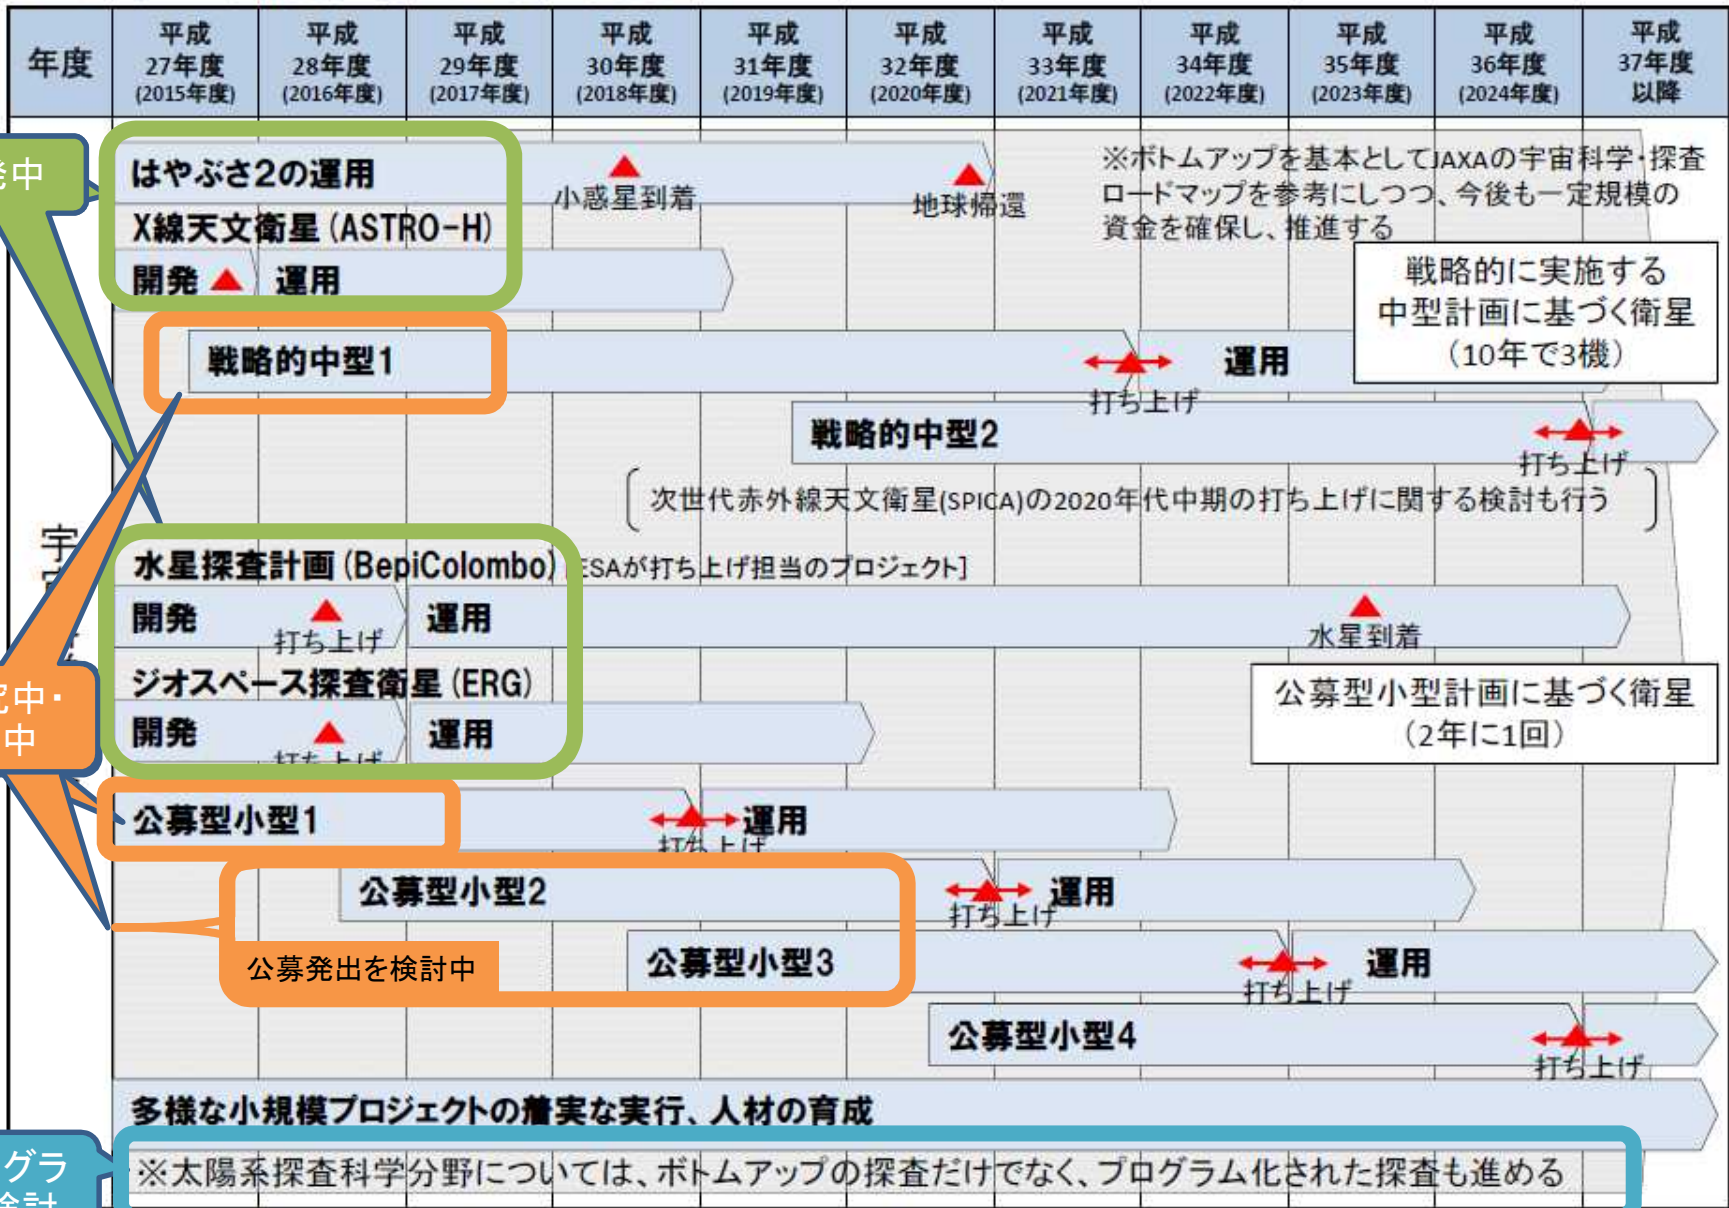 年度
平成
27年度
(2015年度)
平成
28年度
(2016年度)
平成
29年度
(2017年度)
平成
30年度
(2018年度)
平成
31年度
(2019年度)
平成
32年度
(2020年度)
平成
33年度
(2021年度)
平成
34年度
(2022年度)
平成
35年度
(2023年度)
平成
36年度
(2024年度)
平成
37年度
以降
発中
はやぶさ2の運用
小惑星到着
地球帰還
※ボトムアップを基本としてJAXAの宇宙科学・探査
ロードマップを参考にしつつ、今後も一定規模の
資金を確保し、推進する
X線天文衛星(ASTRO-H)
開発
運用
戦略的に実施する
中型計画に基づく衛星
(10年で3機)
戦略的中型1
打ち上げ
運用
戦略的中型2
打ち上げ
次世代赤外線天文衛星(SPICA)の2020年代中期の打ち上げに関する検討も行う
宇
水星探査計画(BepiColombo)
ESAが打ち上げ担当のプロジェクト]
開発
打ち上げ
運用
水星到着
ジオスペース探査衛星(ERG)
開発
打ち上げ
運用
公募型小型計画に基づく衛星
(2年に1回)
究中・
中
公募型小型1
打ち上げ
運用
公募型小型2
打ち上げ
運用
公募発出を検討中
公募型小型3
打ち上げ
運用
公募型小型4
打ち上げ
多様な小規模プロジェクトの着実な実行、人材の育成
グラ
検討
※太陽系探査科学分野については、ボトムアップの探査だけでなく、プログラム化された探査も進める